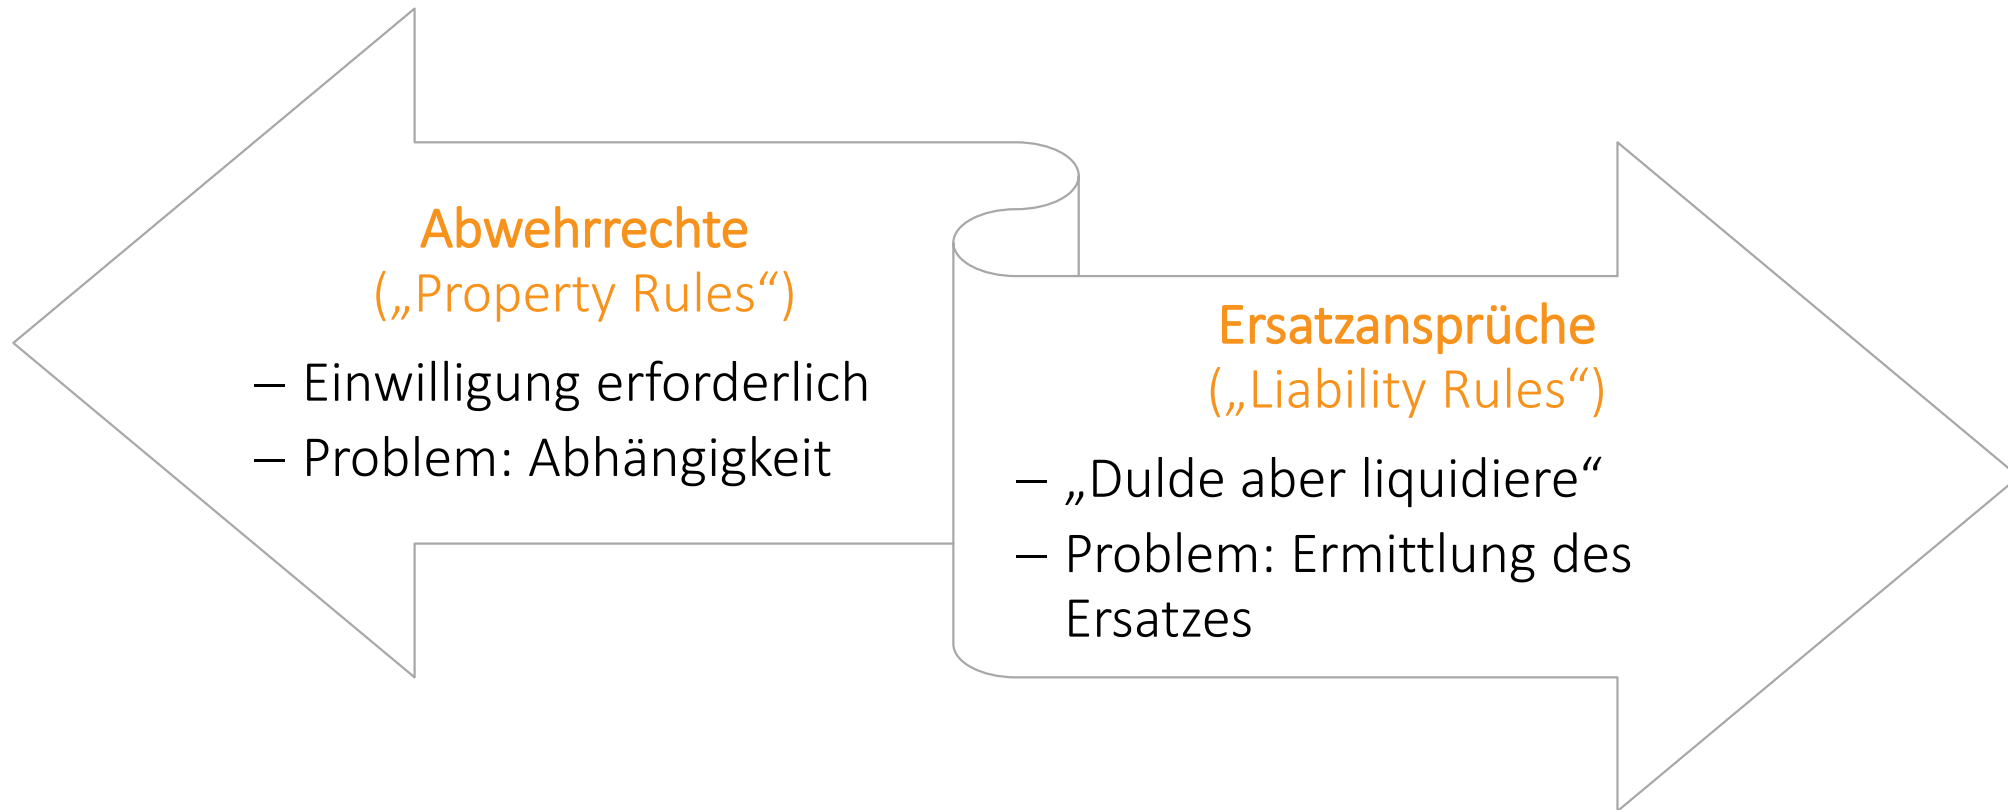 Abwehrrechte
(„Property Rules“)
– Einwilligung erforderlich
– Problem: Abhängigkeit
Ersatzansprüche
(„Liability Rules“)
– „Dulde aber liquidiere“
– Problem: Ermittlung des
Ersatzes